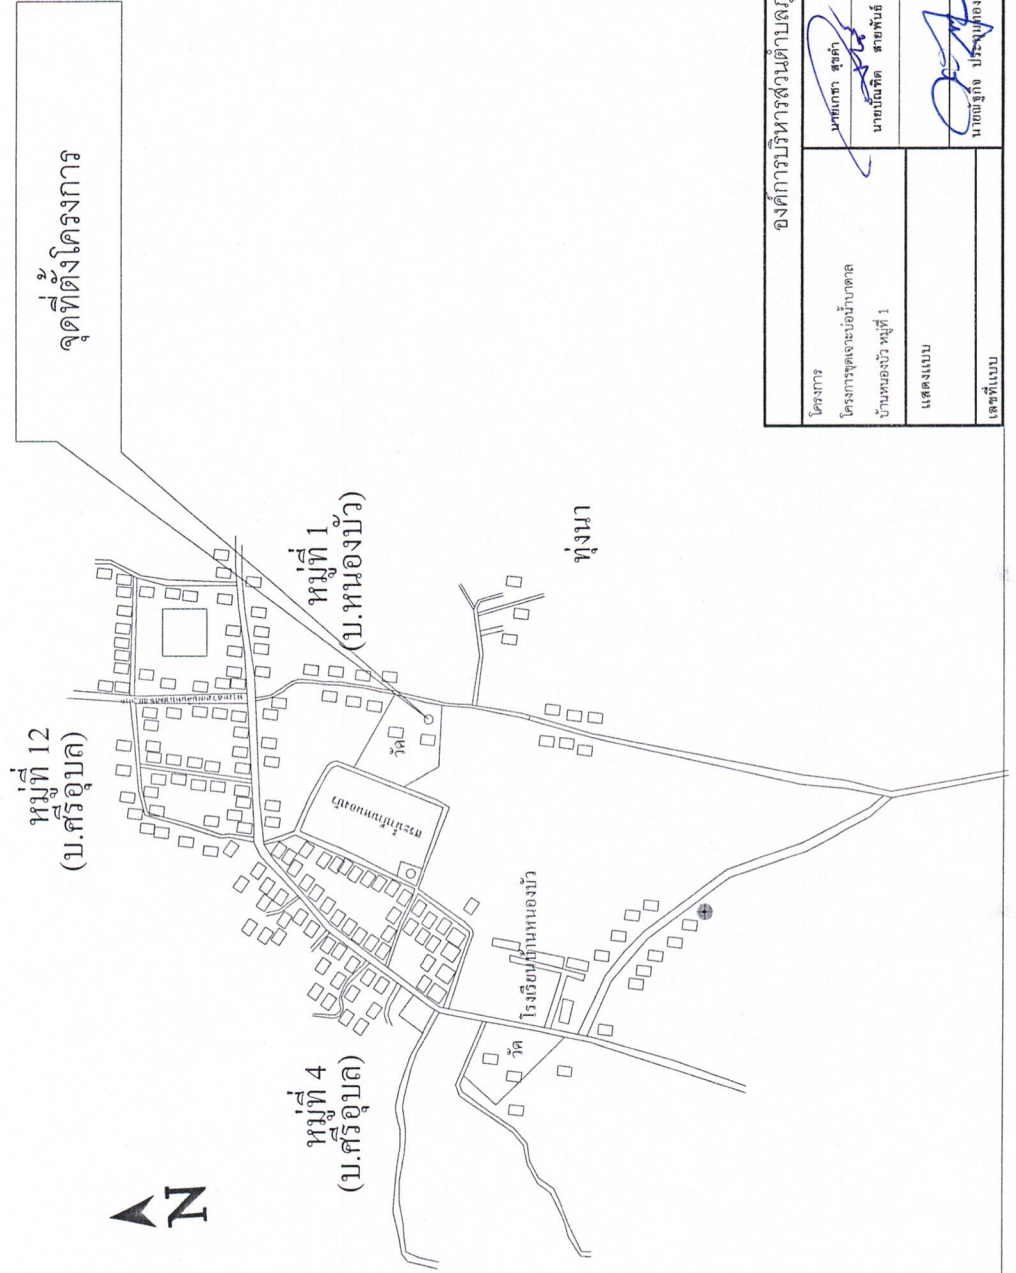 จุดที่ตั้งโครงการ
หมู่ที่ 12
(บ.ศรีอุบล)
หมู่ที่ 1
(บ.หนองบัว)
หมู่ที่ 4
(บ.ศรีอุบล)
วัด
สระน้ำบ้านหนองบัว
ทุ่งนา
โรงเรียนบ้านหนองบัว
วัด
N
องค์การบริหารส่วนตำบล
โครงการ
โครงการขุดเจาะบ่อน้ำบาดาล
บ้านหนองบัว หมู่ที่ 1
แสดงแบบ
เลขที่แบบ
นายเกชา สุขคำ
นายบัณฑิต สายพันธ์